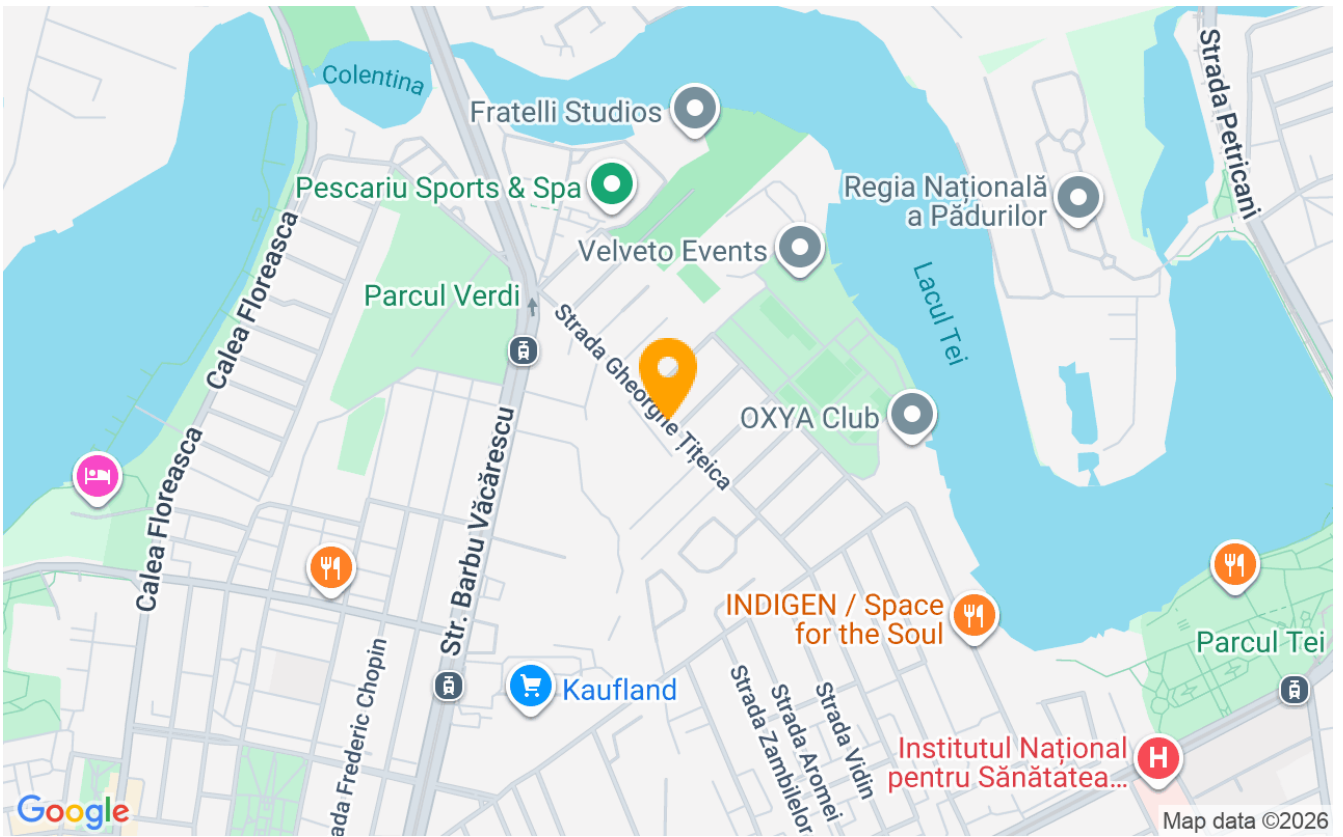 Colentina
Strada Petricani
Fratelli Studios
Pescariu Sports & Spa
Regia Națională
a Pădurilor
Calea Floreasca
Velveto Events
Parcul Verdi
Lacul Tei
Strada Gheorghe Țițeica
OXYA Club
Calea Floreasca
Str. Barbu Văcărescu
INDIGEN / Space
for the Soul
Parcul Tei
Kaufland
ada Frederic Chopin
Strada Zambilelor
Strada Aromei
Strada Vidin
Institutul Național
pentru Sănătatea...
H
Google
Map data ©2026